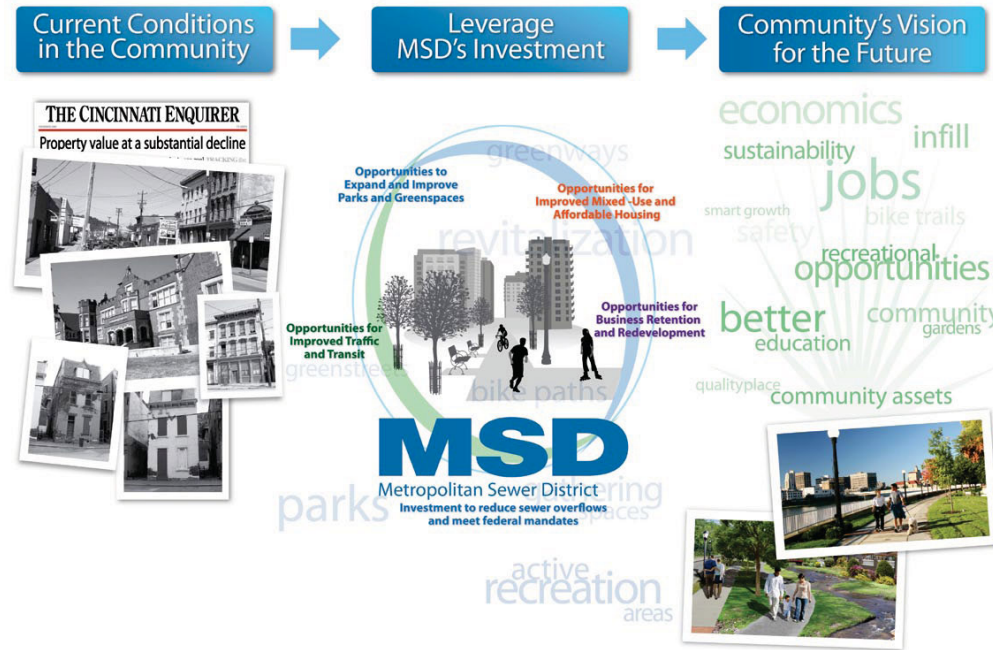 Current Conditions
in the Community
Leverage
MSD's Investment
Community's Vision
for the Future
THE CINCINNATI ENQUIRER
Property value at a substantial decline
greenways
Opportunities to
Expand and Improve
Parks and Greenspaces
Opportunities for
Improved Mixed -Use and
Affordable Housing
revitalization
Opportunities for
Business Retention
and Redevelopment
Opportunities for
Improved Traffic
and Transit
greenstreets
bike paths
MSD
Metropolitan Sewer District
Investment to reduce sewer overflows
and meet federal mandates
parks
gathering
spaces
active
recreation
areas
economics
infill
sustainability
jobs
smart growth
bike trails
safety
recreational
opportunities
better
community
gardens
education
qualityplace
community assets